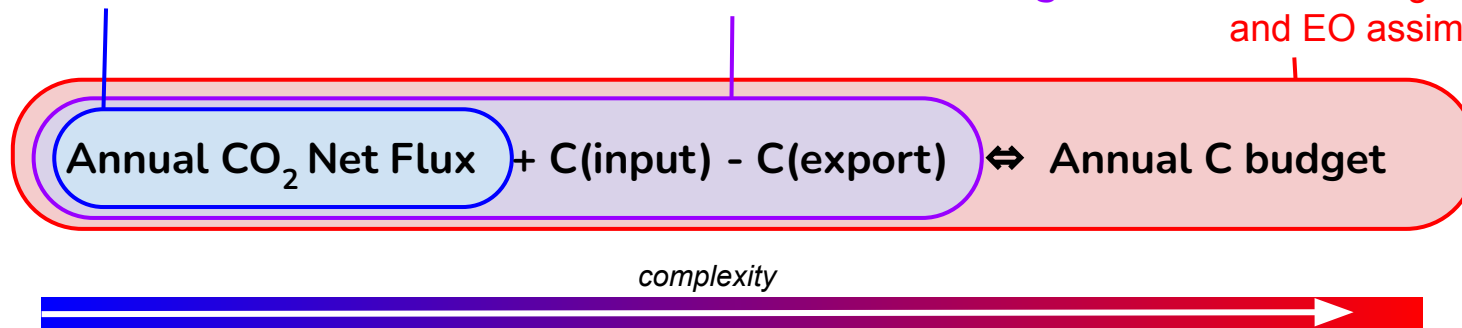 and EO assim
Annual CO₂ Net Flux + C(input) - C(export) ⇔ Annual C budget
complexity